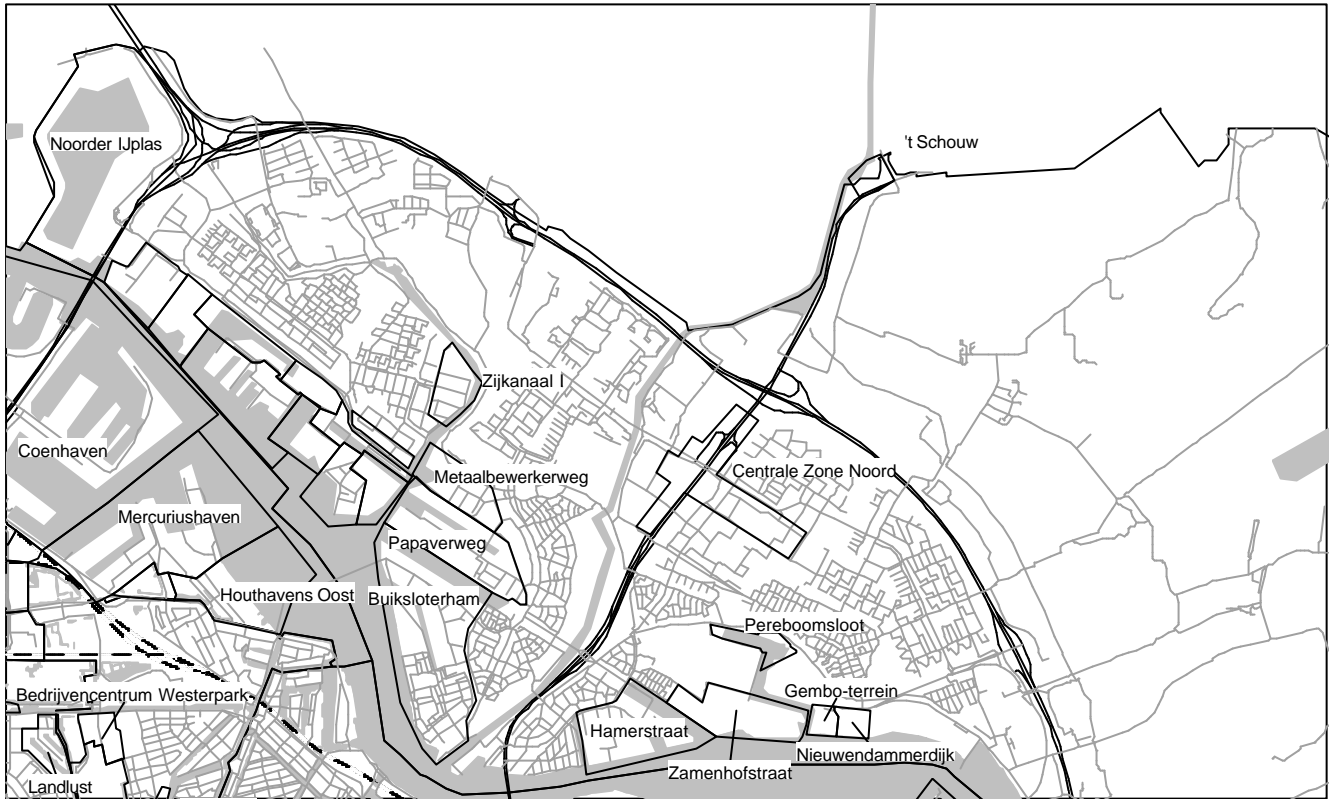 't Schouw
Noorder IJplas
Zijkanaal I
Coenhaven
Centrale Zone Noord
Metaalbewerkerweg
Mercuriushaven
Papaverweg
Houthavens Oost
Buiksloterham
Pereboomsloot
Bedrijvencentrum Westerpark
Gembo-terrein
Hamerstraat
Nieuwendammerdijk
Zamenhofstraat
Landlust